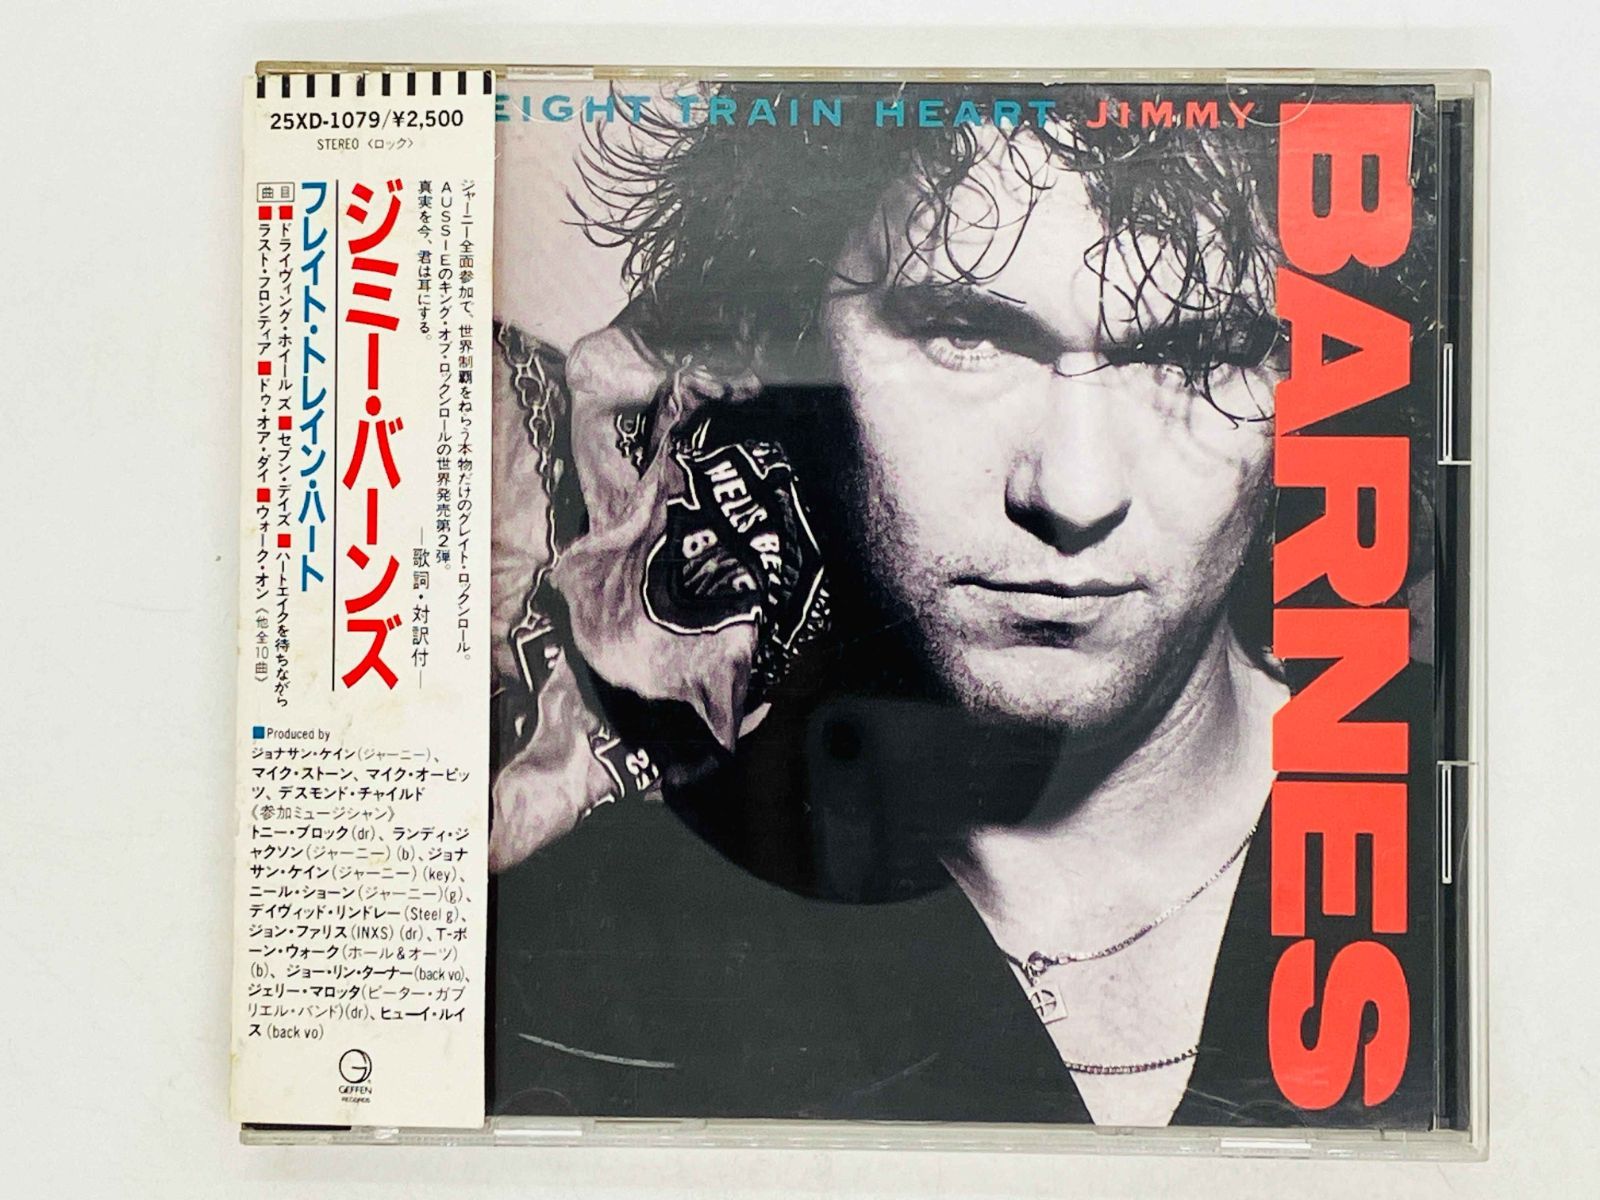 25XD-1079/¥2,500
STEREO〈ロック〉
ジャーニー全面参加で、世界制覇をねらう本物だけのグレイト・ロックンロール。
AUSSIEのキング・オブ・ロックンロールの世界発売第2弾。
真実を今、君は耳にする。
—歌詞・対訳付—
ジミー・バーンズ
フレイト・トレイン・ハート
曲目
■ドライヴィング・ホイールズ ■セブン・デイズ ■ハートエイクを待ちながら
■ラスト・フロンティア ■ドゥ・オア・ダイ ■ウォーク・オン《他全10曲》
■Produced by
ジョナサン・ケイン(ジャーニー)、
マイク・ストーン、マイク・オーピッ
ツ、デスモンド・チャイルド
《参加ミュージシャン》
トニー・ブロック(dr)、ランディ・ジ
ャクソン(ジャーニー)(b)、ジョナ
サン・ケイン(ジャーニー)(key)、
ニール・ショーン(ジャーニー)(g)、
デイヴィッド・リンドレー(Steel g)、
ジョン・ファリス(INXS)(dr)、T-ボ
ーン・ウォーク(ホール&オーツ)
(b)、ジョー・リン・ターナー(back vo)、
ジェリー・マロッタ(ピーター・ガブ
リエル・バンド)(dr)、ヒューイ・ルイ
ス(back vo)
GEFFEN
RECORDS
EIGHT TRAIN HEART JIMMY
BARNES
HELLS BE
BNE